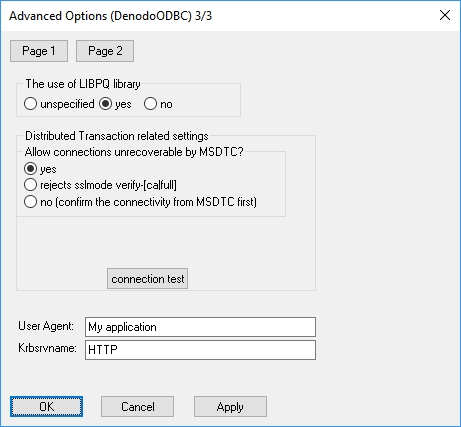 Advanced Options (DenodoODBC) 3/3
Page 1 Page 2
The use of LIBPQ library
unspecified yes no
Distributed Transaction related settings
Allow connections unrecoverable by MSDTC?
yes
rejects sslmode verify-[ca|full]
no (confirm the connectivity from MSDTC first)
connection test
User Agent: My application
Krbsrvname: HTTP
OK Cancel Apply